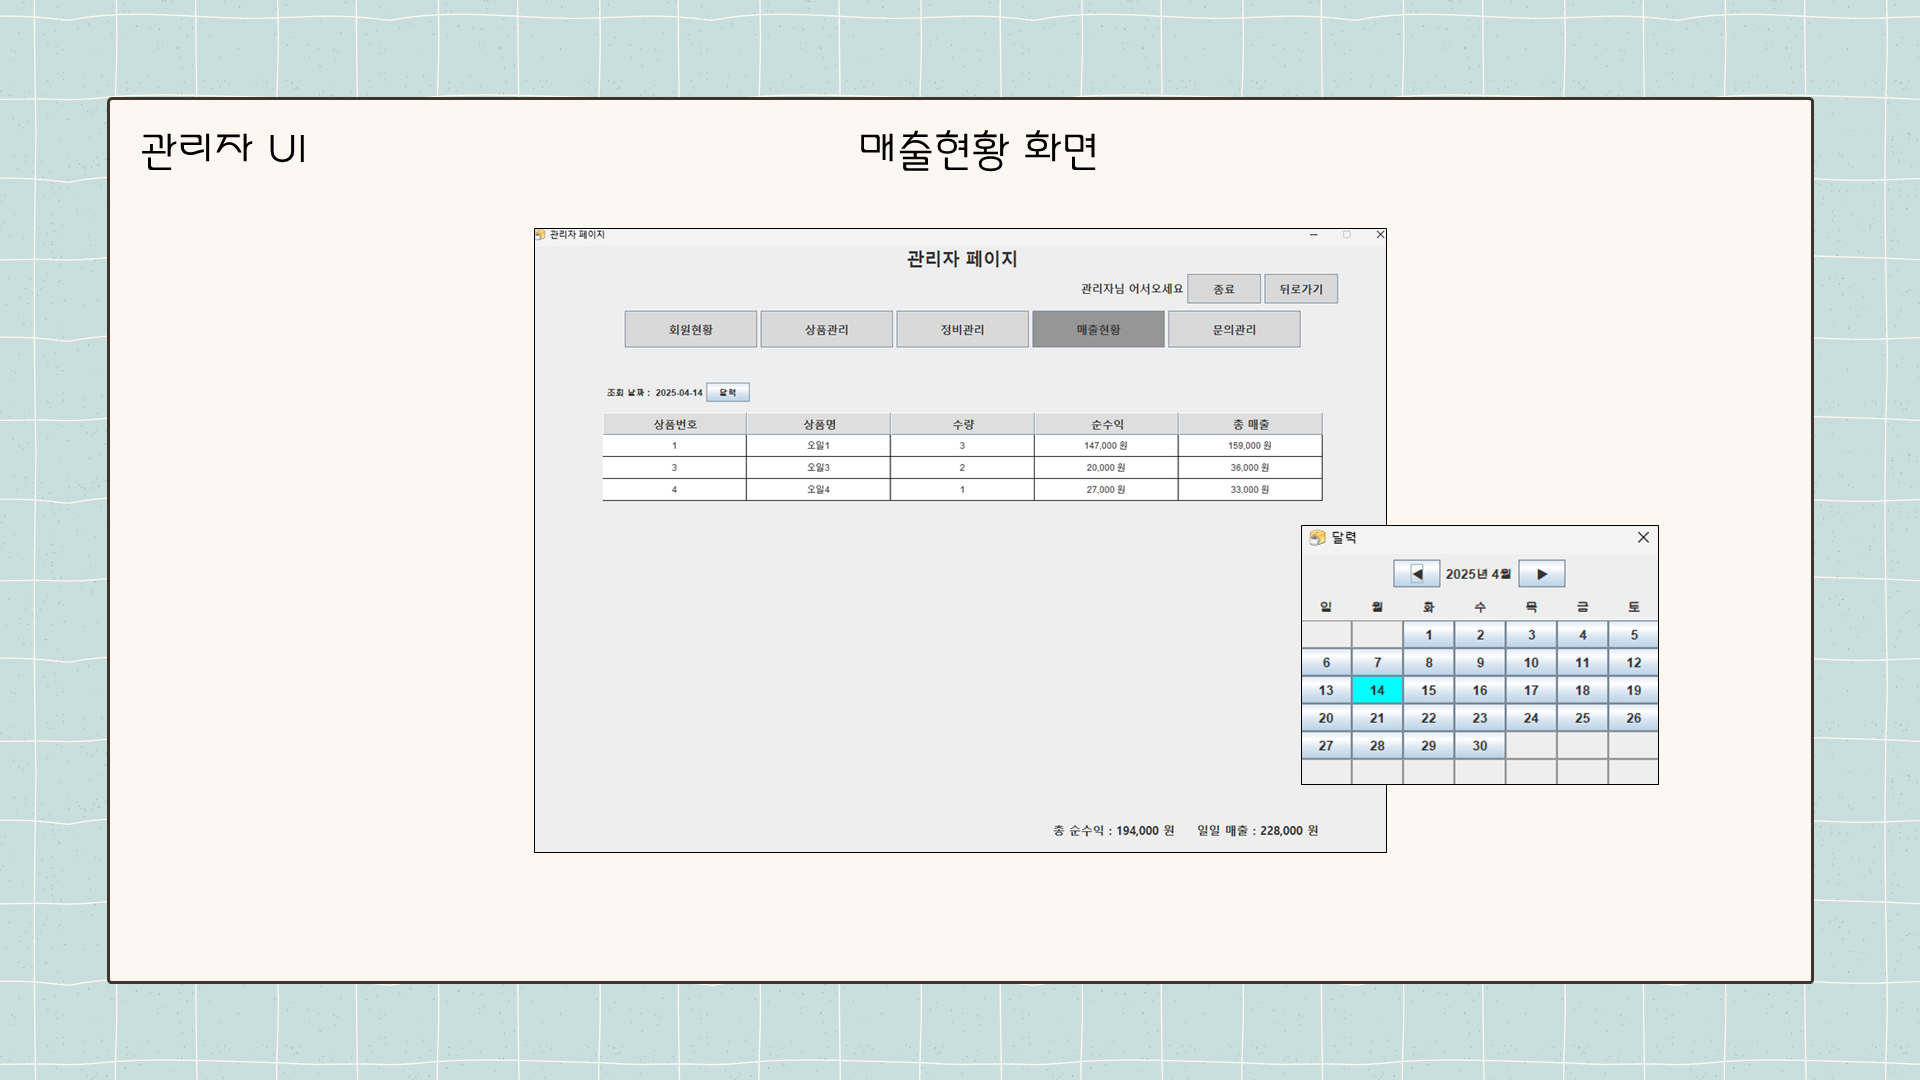 관리자 UI
매출현황 화면
관리자 페이지
관리자 페이지
관리자님 어서오세요 종료 뒤로가기
회원현황 상품관리 정비관리 매출현황 문의관리
조회 날짜 : 2025-04-14 달력
상품번호 상품명 수량 순수익 총 매출
1 오일1 3 147,000 원 159,000 원
3 오일3 2 20,000 원 36,000 원
4 오일4 1 27,000 원 33,000 원
총 순수익 : 194,000 원 일일 매출 : 228,000 원
달력
◀ 2025년 4월 ▶
일 월 화 수 목 금 토
1 2 3 4 5
6 7 8 9 10 11 12
13 14 15 16 17 18 19
20 21 22 23 24 25 26
27 28 29 30